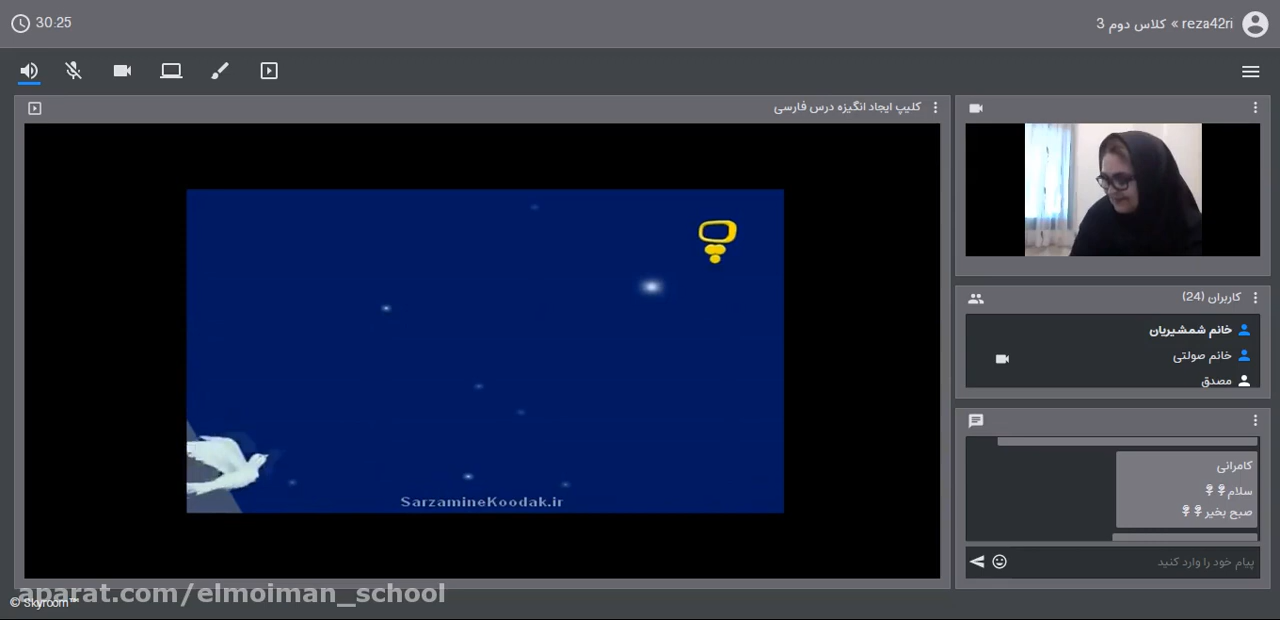 30:25
reza42ri » کلاس دوم 3
کلیپ ایجاد انگیزه درس فارسی
SarzamineKoodak.ir
کاربران (24)
خانم شمشیریان
خانم صولتی
مصدق
کامرانی
سلام🌹🌹
صبح بخیر🌹🌹
پیام خود را وارد کنید
aparat.com/elmoiman_school
© Skyroom™